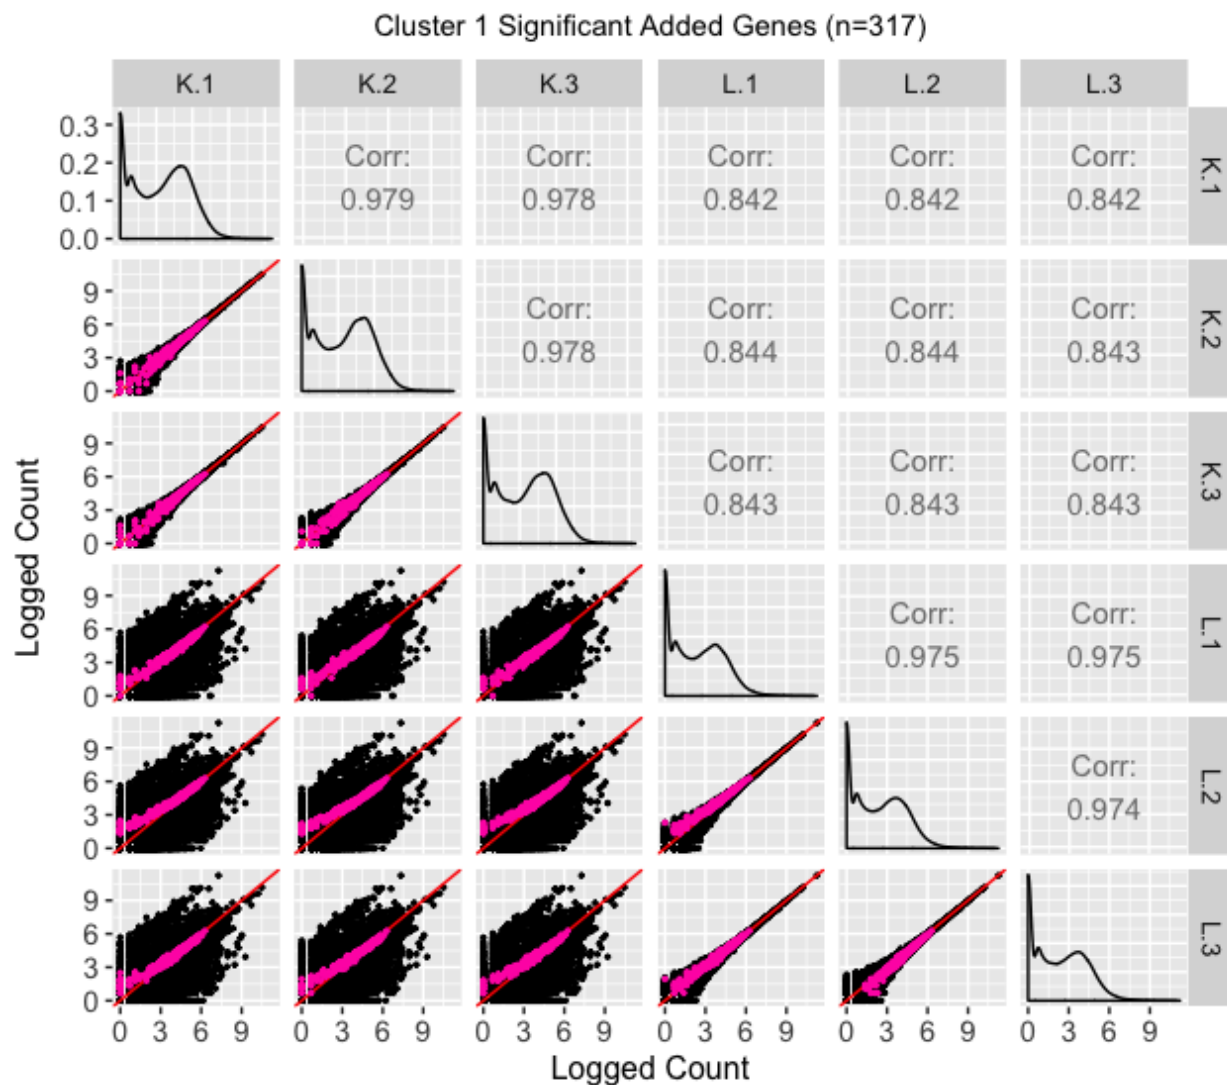 Cluster 1 Significant Added Genes (n=317)
K.1 K.2 K.3 L.1 L.2 L.3
0.3
0.2
0.1
0.0
Corr: Corr: Corr: Corr: Corr:
0.979 0.978 0.842 0.842 0.842
K.1
9
6
3
0
Corr: Corr: Corr: Corr:
0.978 0.844 0.844 0.843
K.2
9
6
3
0
Corr: Corr: Corr:
0.843 0.843 0.843
K.3
Logged Count
9
6
3
0
Corr: Corr:
0.975 0.975
L.1
9
6
3
0
Corr:
0.974
L.2
9
6
3
0
L.3
0 3 6 9 0 3 6 9 0 3 6 9 0 3 6 9 0 3 6 9 0 3 6 9
Logged Count